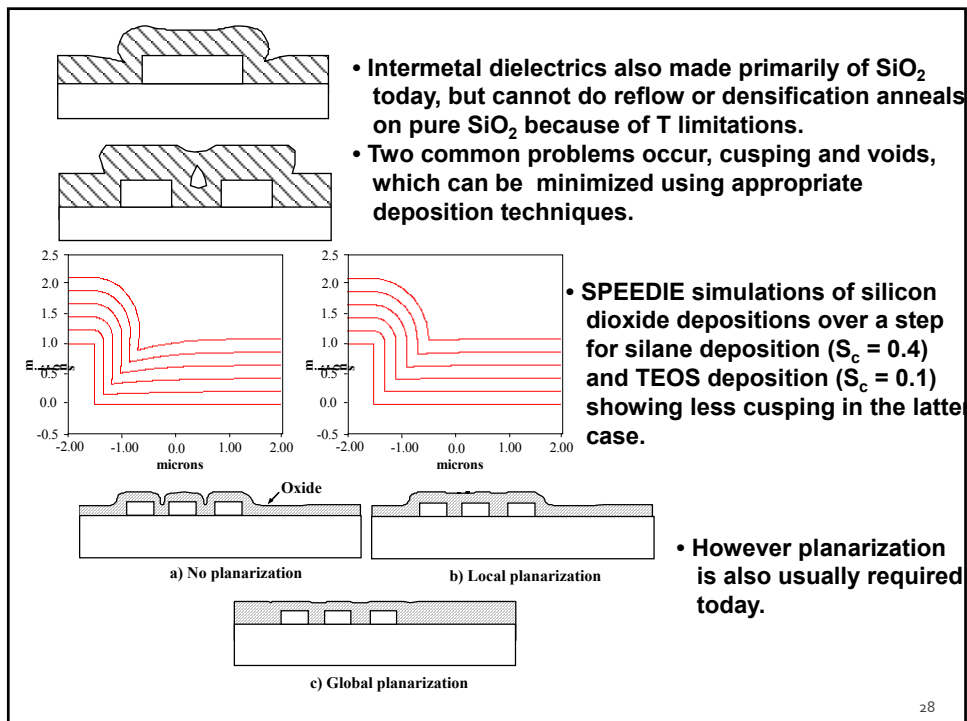 • Intermetal dielectrics also made primarily of SiO₂
today, but cannot do reflow or densification anneals
on pure SiO₂ because of T limitations.
• Two common problems occur, cusping and voids,
which can be minimized using appropriate
deposition techniques.
2.5
2.0
1.5
1.0
0.5
0.0
-0.5
-2.00 -1.00 0.0 1.00 2.00
microns
2.5
2.0
1.5
1.0
0.5
0.0
-0.5
-2.00 -1.00 0.0 1.00 2.00
microns
• SPEEDIE simulations of silicon
dioxide depositions over a step
for silane deposition (S꜀ = 0.4)
and TEOS deposition (S꜀ = 0.1)
showing less cusping in the latter
case.
Oxide
a) No planarization
b) Local planarization
c) Global planarization
• However planarization
is also usually required
today.
28